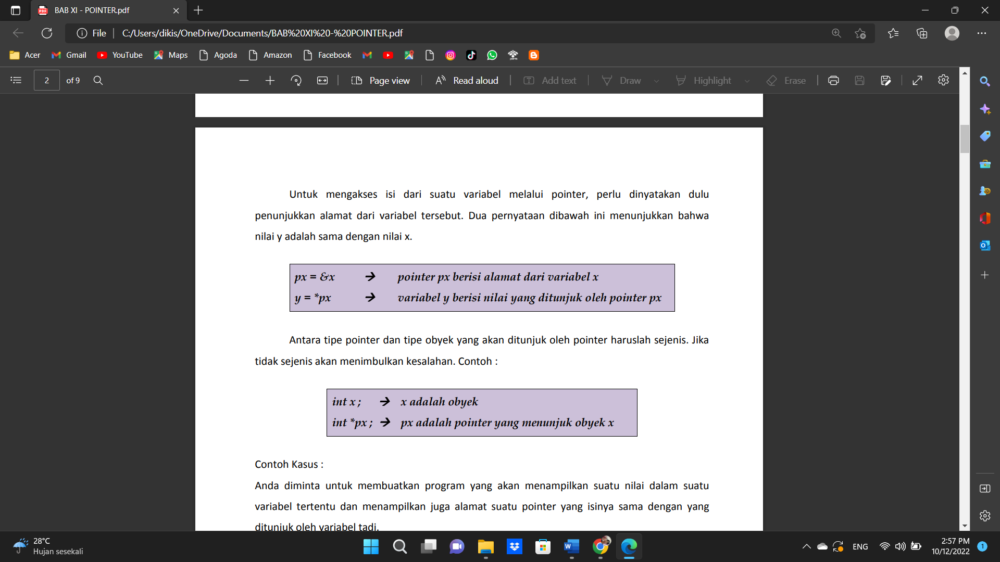 BAB XI - POINTER.pdf
File
C:/Users/dikis/OneDrive/Documents/BAB%20XI%20-%20POINTER.pdf
Acer Gmail YouTube Maps Agoda Amazon Facebook
2 of 9 Page view Read aloud Add text Draw Highlight Erase
Untuk mengakses isi dari suatu variabel melalui pointer, perlu dinyatakan dulu
penunjukkan alamat dari variabel tersebut. Dua pernyataan dibawah ini menunjukkan bahwa
nilai y adalah sama dengan nilai x.
px = &x → pointer px berisi alamat dari variabel x
y = *px → variabel y berisi nilai yang ditunjuk oleh pointer px
Antara tipe pointer dan tipe obyek yang akan ditunjuk oleh pointer haruslah sejenis. Jika
tidak sejenis akan menimbulkan kesalahan. Contoh :
int x ; → x adalah obyek
int *px ; → px adalah pointer yang menunjuk obyek x
Contoh Kasus :
Anda diminta untuk membuatkan program yang akan menampilkan suatu nilai dalam suatu
variabel tertentu dan menampilkan juga alamat suatu pointer yang isinya sama dengan yang
ditunjuk oleh variabel tadi.
28°C
Hujan sesekali
ENG
2:57 PM
10/12/2022
1